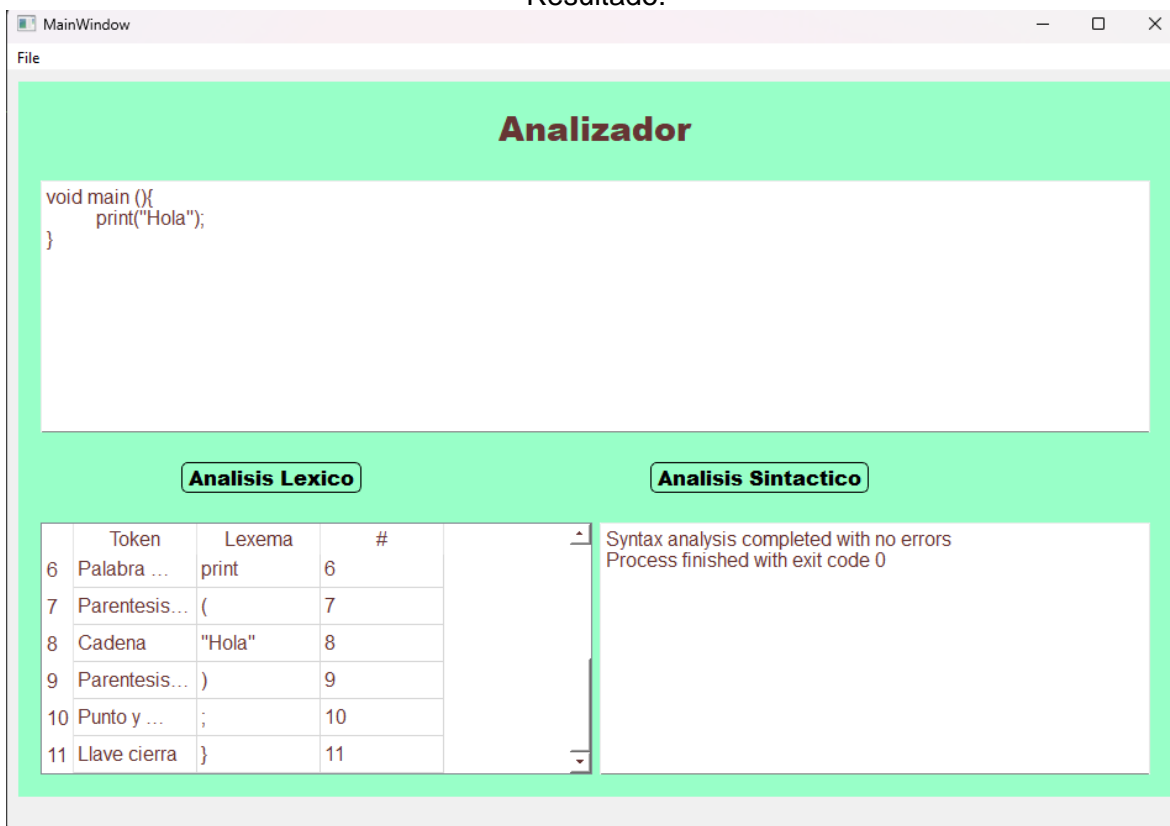 Resultado:
MainWindow
File
Analizador
void main (){
print("Hola");
}
Analisis Lexico
Analisis Sintactico
Token Lexema #
6 Palabra ... print 6
7 Parentesis... ( 7
8 Cadena "Hola" 8
9 Parentesis... ) 9
10 Punto y ... ; 10
11 Llave cierra } 11
Syntax analysis completed with no errors
Process finished with exit code 0